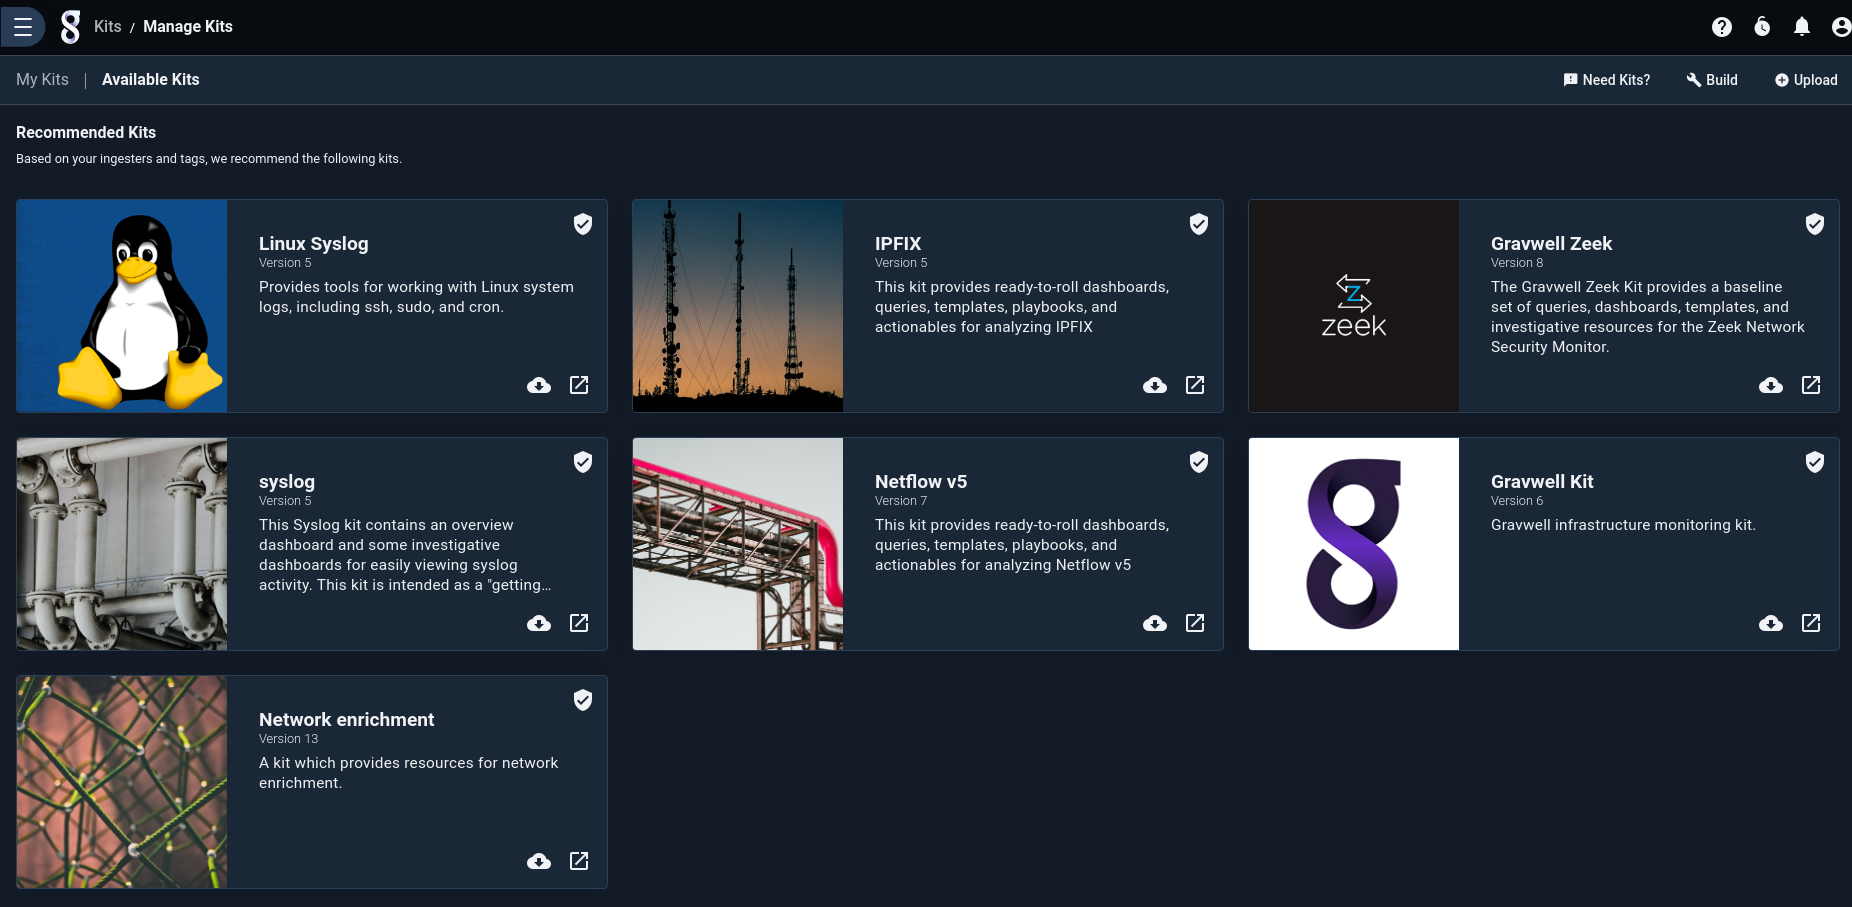 Kits / Manage Kits
My Kits | Available Kits
Need Kits?
Build
Upload
Recommended Kits
Based on your ingesters and tags, we recommend the following kits.
Linux Syslog
Version 5
Provides tools for working with Linux system
logs, including ssh, sudo, and cron.
IPFIX
Version 5
This kit provides ready-to-roll dashboards,
queries, templates, playbooks, and
actionables for analyzing IPFIX
zeek
Gravwell Zeek
Version 8
The Gravwell Zeek Kit provides a baseline
set of queries, dashboards, templates, and
investigative resources for the Zeek Network
Security Monitor.
syslog
Version 5
This Syslog kit contains an overview
dashboard and some investigative
dashboards for easily viewing syslog
activity. This kit is intended as a "getting...
Netflow v5
Version 7
This kit provides ready-to-roll dashboards,
queries, templates, playbooks, and
actionables for analyzing Netflow v5
Gravwell Kit
Version 6
Gravwell infrastructure monitoring kit.
Network enrichment
Version 13
A kit which provides resources for network
enrichment.